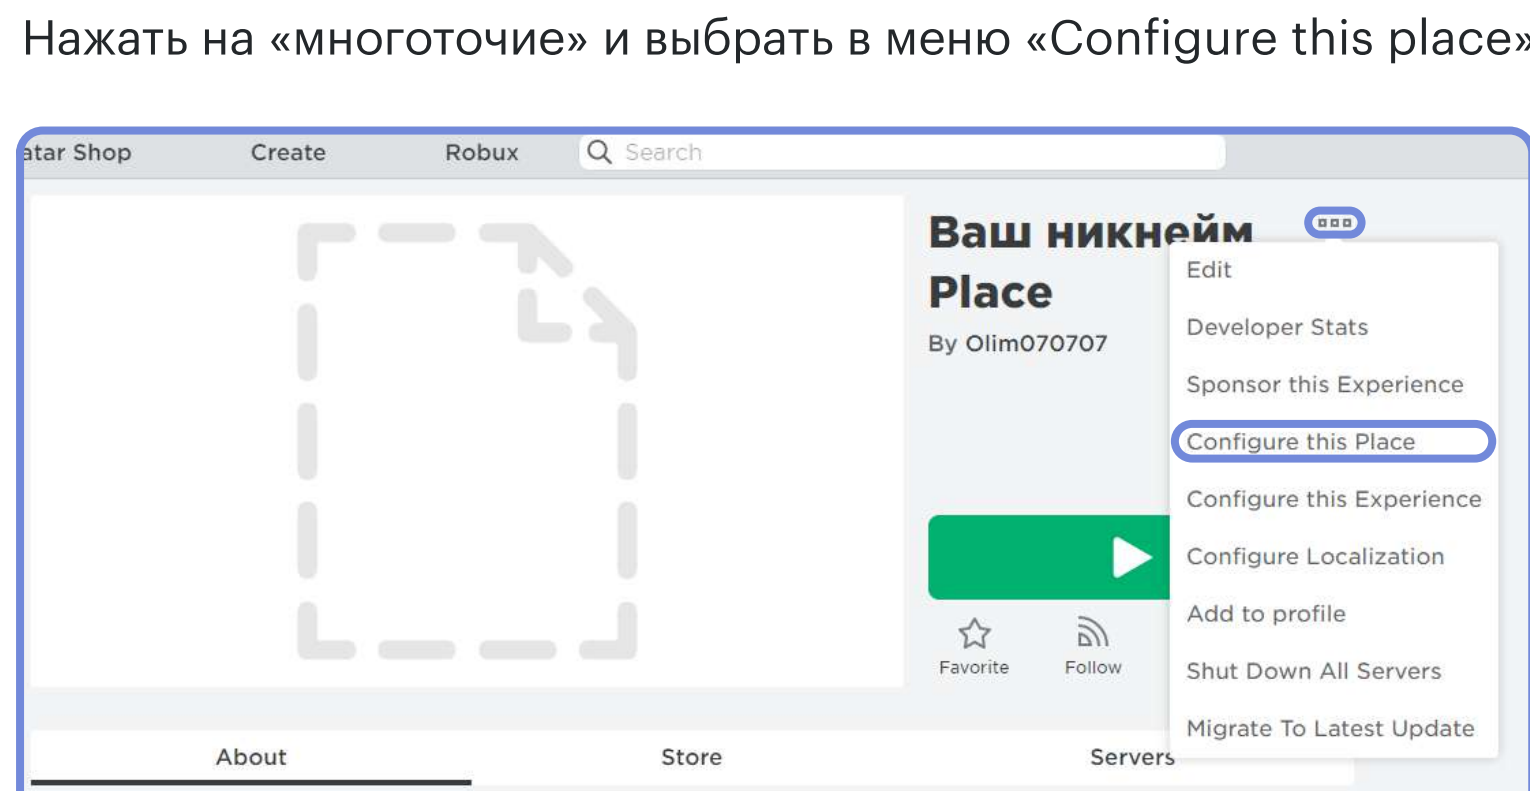 Нажать на «многоточие» и выбрать в меню «Configure this place»
atar Shop Create Robux Search
Ваш никнейм
Place
By Olim070707
Edit
Developer Stats
Sponsor this Experience
Configure this Place
Configure this Experience
Configure Localization
Add to profile
Shut Down All Servers
Migrate To Latest Update
Favorite Follow
About Store Servers